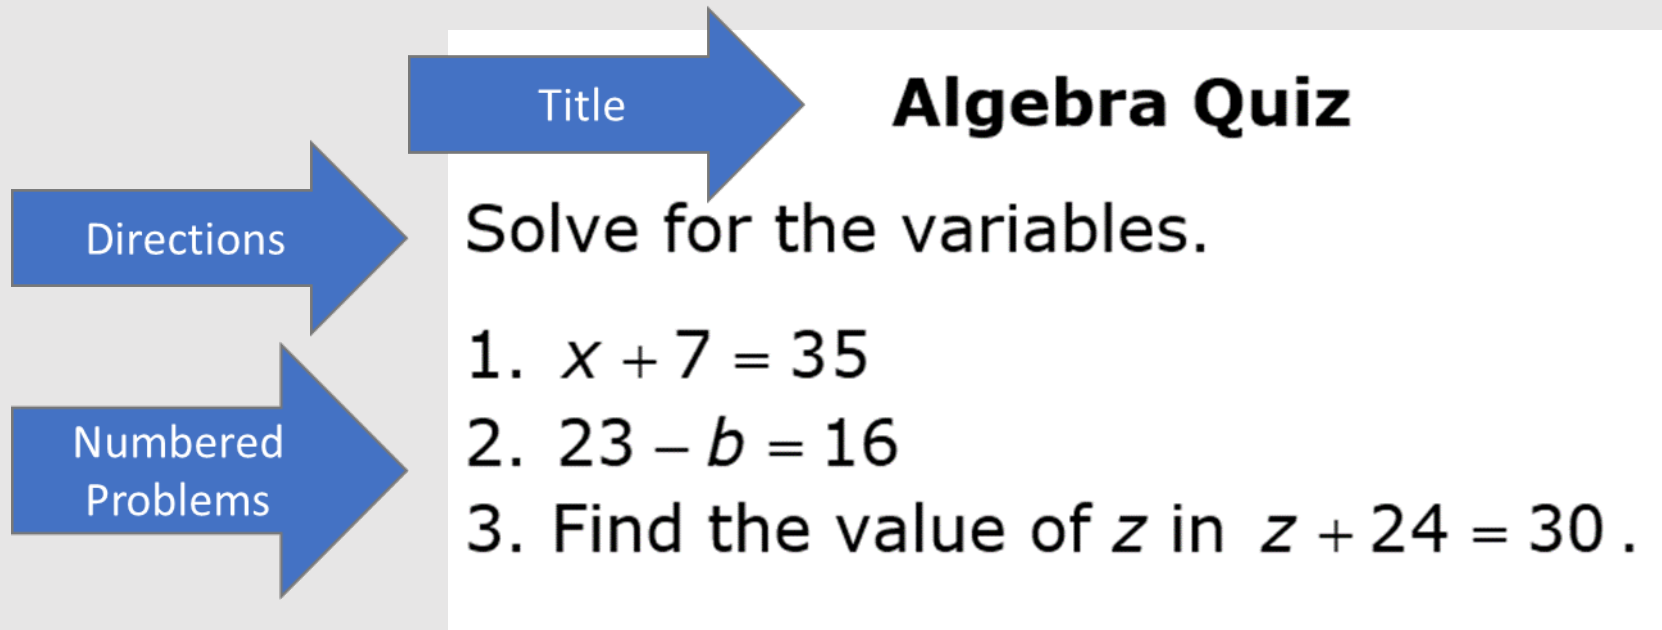 Title
Algebra Quiz
Directions
Solve for the variables.
Numbered
Problems
1. x + 7 = 35
2. 23 – b = 16
3. Find the value of z in z + 24 = 30 .